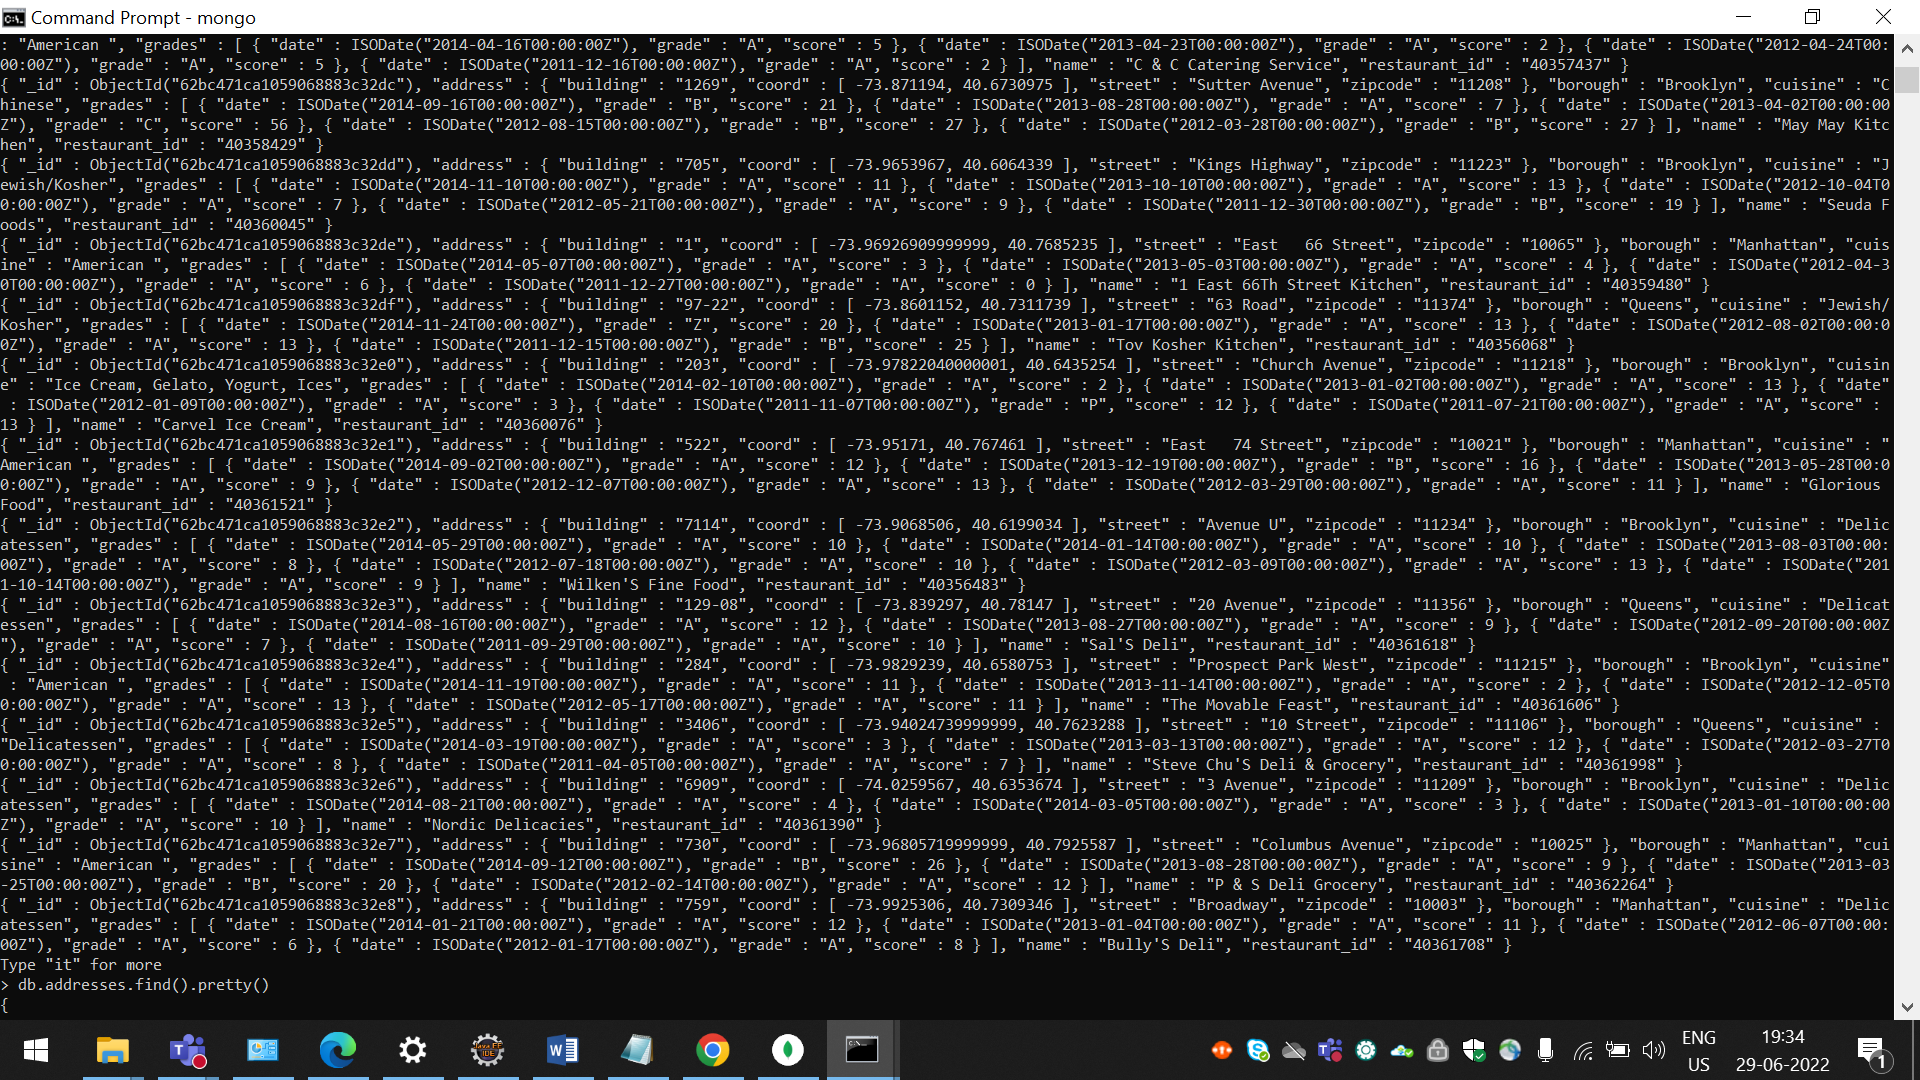 Command Prompt - mongo
: "American ", "grades" : [ { "date" : ISODate("2014-04-16T00:00:00Z"), "grade" : "A", "score" : 5 }, { "date" : ISODate("2013-04-23T00:00:00Z"), "grade" : "A", "score" : 2 }, { "date" : ISODate("2012-04-24T00:
00:00Z"), "grade" : "A", "score" : 5 }, { "date" : ISODate("2011-12-16T00:00:00Z"), "grade" : "A", "score" : 2 } ], "name" : "C & C Catering Service", "restaurant_id" : "40357437" }
{ "_id" : ObjectId("62bc471ca1059068883c32dc"), "address" : { "building" : "1269", "coord" : [ -73.871194, 40.6730975 ], "street" : "Sutter Avenue", "zipcode" : "11208" }, "borough" : "Brooklyn", "cuisine" : "C
hinese", "grades" : [ { "date" : ISODate("2014-09-16T00:00:00Z"), "grade" : "B", "score" : 21 }, { "date" : ISODate("2013-08-28T00:00:00Z"), "grade" : "A", "score" : 7 }, { "date" : ISODate("2013-04-02T00:00:00
Z"), "grade" : "C", "score" : 56 }, { "date" : ISODate("2012-08-15T00:00:00Z"), "grade" : "B", "score" : 27 }, { "date" : ISODate("2012-03-28T00:00:00Z"), "grade" : "B", "score" : 27 } ], "name" : "May May Kitc
hen", "restaurant_id" : "40358429" }
{ "_id" : ObjectId("62bc471ca1059068883c32dd"), "address" : { "building" : "705", "coord" : [ -73.9653967, 40.6064339 ], "street" : "Kings Highway", "zipcode" : "11223" }, "borough" : "Brooklyn", "cuisine" : "J
ewish/Kosher", "grades" : [ { "date" : ISODate("2014-11-10T00:00:00Z"), "grade" : "A", "score" : 11 }, { "date" : ISODate("2013-10-10T00:00:00Z"), "grade" : "A", "score" : 13 }, { "date" : ISODate("2012-10-04T0
0:00:00Z"), "grade" : "A", "score" : 7 }, { "date" : ISODate("2012-05-21T00:00:00Z"), "grade" : "A", "score" : 9 }, { "date" : ISODate("2011-12-30T00:00:00Z"), "grade" : "B", "score" : 19 } ], "name" : "Seuda F
oods", "restaurant_id" : "40360045" }
{ "_id" : ObjectId("62bc471ca1059068883c32de"), "address" : { "building" : "1", "coord" : [ -73.96926909999999, 40.7685235 ], "street" : "East   66 Street", "zipcode" : "10065" }, "borough" : "Manhattan", "cuis
ine" : "American ", "grades" : [ { "date" : ISODate("2014-05-07T00:00:00Z"), "grade" : "A", "score" : 3 }, { "date" : ISODate("2013-05-03T00:00:00Z"), "grade" : "A", "score" : 4 }, { "date" : ISODate("2012-04-3
0T00:00:00Z"), "grade" : "A", "score" : 6 }, { "date" : ISODate("2011-12-27T00:00:00Z"), "grade" : "A", "score" : 0 } ], "name" : "1 East 66Th Street Kitchen", "restaurant_id" : "40359480" }
{ "_id" : ObjectId("62bc471ca1059068883c32df"), "address" : { "building" : "97-22", "coord" : [ -73.8601152, 40.7311739 ], "street" : "63 Road", "zipcode" : "11374" }, "borough" : "Queens", "cuisine" : "Jewish/
Kosher", "grades" : [ { "date" : ISODate("2014-11-24T00:00:00Z"), "grade" : "Z", "score" : 20 }, { "date" : ISODate("2013-01-17T00:00:00Z"), "grade" : "A", "score" : 13 }, { "date" : ISODate("2012-08-02T00:00:0
0Z"), "grade" : "A", "score" : 13 }, { "date" : ISODate("2011-12-15T00:00:00Z"), "grade" : "B", "score" : 25 } ], "name" : "Tov Kosher Kitchen", "restaurant_id" : "40356068" }
{ "_id" : ObjectId("62bc471ca1059068883c32e0"), "address" : { "building" : "203", "coord" : [ -73.97822040000001, 40.6435254 ], "street" : "Church Avenue", "zipcode" : "11218" }, "borough" : "Brooklyn", "cuisin
e" : "Ice Cream, Gelato, Yogurt, Ices", "grades" : [ { "date" : ISODate("2014-02-10T00:00:00Z"), "grade" : "A", "score" : 2 }, { "date" : ISODate("2013-01-02T00:00:00Z"), "grade" : "A", "score" : 13 }, { "date"
 : ISODate("2012-01-09T00:00:00Z"), "grade" : "A", "score" : 3 }, { "date" : ISODate("2011-11-07T00:00:00Z"), "grade" : "P", "score" : 12 }, { "date" : ISODate("2011-07-21T00:00:00Z"), "grade" : "A", "score" :
13 } ], "name" : "Carvel Ice Cream", "restaurant_id" : "40360076" }
{ "_id" : ObjectId("62bc471ca1059068883c32e1"), "address" : { "building" : "522", "coord" : [ -73.95171, 40.767461 ], "street" : "East   74 Street", "zipcode" : "10021" }, "borough" : "Manhattan", "cuisine" : "
American ", "grades" : [ { "date" : ISODate("2014-09-02T00:00:00Z"), "grade" : "A", "score" : 12 }, { "date" : ISODate("2013-12-19T00:00:00Z"), "grade" : "B", "score" : 16 }, { "date" : ISODate("2013-05-28T00:0
0:00Z"), "grade" : "A", "score" : 9 }, { "date" : ISODate("2012-12-07T00:00:00Z"), "grade" : "A", "score" : 13 }, { "date" : ISODate("2012-03-29T00:00:00Z"), "grade" : "A", "score" : 11 } ], "name" : "Glorious
Food", "restaurant_id" : "40361521" }
{ "_id" : ObjectId("62bc471ca1059068883c32e2"), "address" : { "building" : "7114", "coord" : [ -73.9068506, 40.6199034 ], "street" : "Avenue U", "zipcode" : "11234" }, "borough" : "Brooklyn", "cuisine" : "Delic
atessen", "grades" : [ { "date" : ISODate("2014-05-29T00:00:00Z"), "grade" : "A", "score" : 10 }, { "date" : ISODate("2014-01-14T00:00:00Z"), "grade" : "A", "score" : 10 }, { "date" : ISODate("2013-08-03T00:00:
00Z"), "grade" : "A", "score" : 8 }, { "date" : ISODate("2012-07-18T00:00:00Z"), "grade" : "A", "score" : 10 }, { "date" : ISODate("2012-03-09T00:00:00Z"), "grade" : "A", "score" : 13 }, { "date" : ISODate("201
1-10-14T00:00:00Z"), "grade" : "A", "score" : 9 } ], "name" : "Wilken'S Fine Food", "restaurant_id" : "40356483" }
{ "_id" : ObjectId("62bc471ca1059068883c32e3"), "address" : { "building" : "129-08", "coord" : [ -73.839297, 40.78147 ], "street" : "20 Avenue", "zipcode" : "11356" }, "borough" : "Queens", "cuisine" : "Delicat
essen", "grades" : [ { "date" : ISODate("2014-08-16T00:00:00Z"), "grade" : "A", "score" : 12 }, { "date" : ISODate("2013-08-27T00:00:00Z"), "grade" : "A", "score" : 9 }, { "date" : ISODate("2012-09-20T00:00:00Z
"), "grade" : "A", "score" : 7 }, { "date" : ISODate("2011-09-29T00:00:00Z"), "grade" : "A", "score" : 10 } ], "name" : "Sal'S Deli", "restaurant_id" : "40361618" }
{ "_id" : ObjectId("62bc471ca1059068883c32e4"), "address" : { "building" : "284", "coord" : [ -73.9829239, 40.6580753 ], "street" : "Prospect Park West", "zipcode" : "11215" }, "borough" : "Brooklyn", "cuisine"
 : "American ", "grades" : [ { "date" : ISODate("2014-11-19T00:00:00Z"), "grade" : "A", "score" : 11 }, { "date" : ISODate("2013-11-14T00:00:00Z"), "grade" : "A", "score" : 2 }, { "date" : ISODate("2012-12-05T0
0:00:00Z"), "grade" : "A", "score" : 13 }, { "date" : ISODate("2012-05-17T00:00:00Z"), "grade" : "A", "score" : 11 } ], "name" : "The Movable Feast", "restaurant_id" : "40361606" }
{ "_id" : ObjectId("62bc471ca1059068883c32e5"), "address" : { "building" : "3406", "coord" : [ -73.94024739999999, 40.7623288 ], "street" : "10 Street", "zipcode" : "11106" }, "borough" : "Queens", "cuisine" :
"Delicatessen", "grades" : [ { "date" : ISODate("2014-03-19T00:00:00Z"), "grade" : "A", "score" : 3 }, { "date" : ISODate("2013-03-13T00:00:00Z"), "grade" : "A", "score" : 12 }, { "date" : ISODate("2012-03-27T0
0:00:00Z"), "grade" : "A", "score" : 8 }, { "date" : ISODate("2011-04-05T00:00:00Z"), "grade" : "A", "score" : 7 } ], "name" : "Steve Chu'S Deli & Grocery", "restaurant_id" : "40361998" }
{ "_id" : ObjectId("62bc471ca1059068883c32e6"), "address" : { "building" : "6909", "coord" : [ -74.0259567, 40.6353674 ], "street" : "3 Avenue", "zipcode" : "11209" }, "borough" : "Brooklyn", "cuisine" : "Delic
atessen", "grades" : [ { "date" : ISODate("2014-08-21T00:00:00Z"), "grade" : "A", "score" : 4 }, { "date" : ISODate("2014-03-05T00:00:00Z"), "grade" : "A", "score" : 3 }, { "date" : ISODate("2013-01-10T00:00:00
Z"), "grade" : "A", "score" : 10 } ], "name" : "Nordic Delicacies", "restaurant_id" : "40361390" }
{ "_id" : ObjectId("62bc471ca1059068883c32e7"), "address" : { "building" : "730", "coord" : [ -73.96805719999999, 40.7925587 ], "street" : "Columbus Avenue", "zipcode" : "10025" }, "borough" : "Manhattan", "cui
sine" : "American ", "grades" : [ { "date" : ISODate("2014-09-12T00:00:00Z"), "grade" : "B", "score" : 26 }, { "date" : ISODate("2013-08-28T00:00:00Z"), "grade" : "A", "score" : 9 }, { "date" : ISODate("2013-03
-25T00:00:00Z"), "grade" : "B", "score" : 20 }, { "date" : ISODate("2012-02-14T00:00:00Z"), "grade" : "A", "score" : 12 } ], "name" : "P & S Deli Grocery", "restaurant_id" : "40362264" }
{ "_id" : ObjectId("62bc471ca1059068883c32e8"), "address" : { "building" : "759", "coord" : [ -73.9925306, 40.7309346 ], "street" : "Broadway", "zipcode" : "10003" }, "borough" : "Manhattan", "cuisine" : "Delic
atessen", "grades" : [ { "date" : ISODate("2014-01-21T00:00:00Z"), "grade" : "A", "score" : 12 }, { "date" : ISODate("2013-01-04T00:00:00Z"), "grade" : "A", "score" : 11 }, { "date" : ISODate("2012-06-07T00:00:
00Z"), "grade" : "A", "score" : 6 }, { "date" : ISODate("2012-01-17T00:00:00Z"), "grade" : "A", "score" : 8 } ], "name" : "Bully'S Deli", "restaurant_id" : "40361708" }
Type "it" for more
> db.addresses.find().pretty()
{
ENG
US
19:34
29-06-2022
1